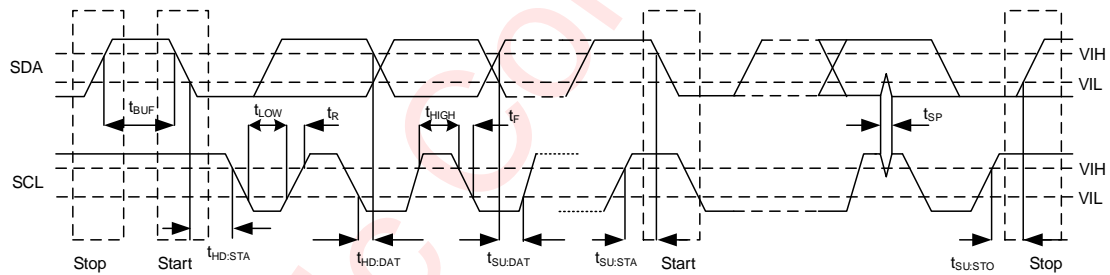 SDA
VIH
VIL
tBUF
tLOW
tR
tHIGH
tF
tSP
SCL
VIH
VIL
tHD:STA
tHD:DAT
tSU:DAT
tSU:STA
tSU:STO
Stop
Start
Start
Stop